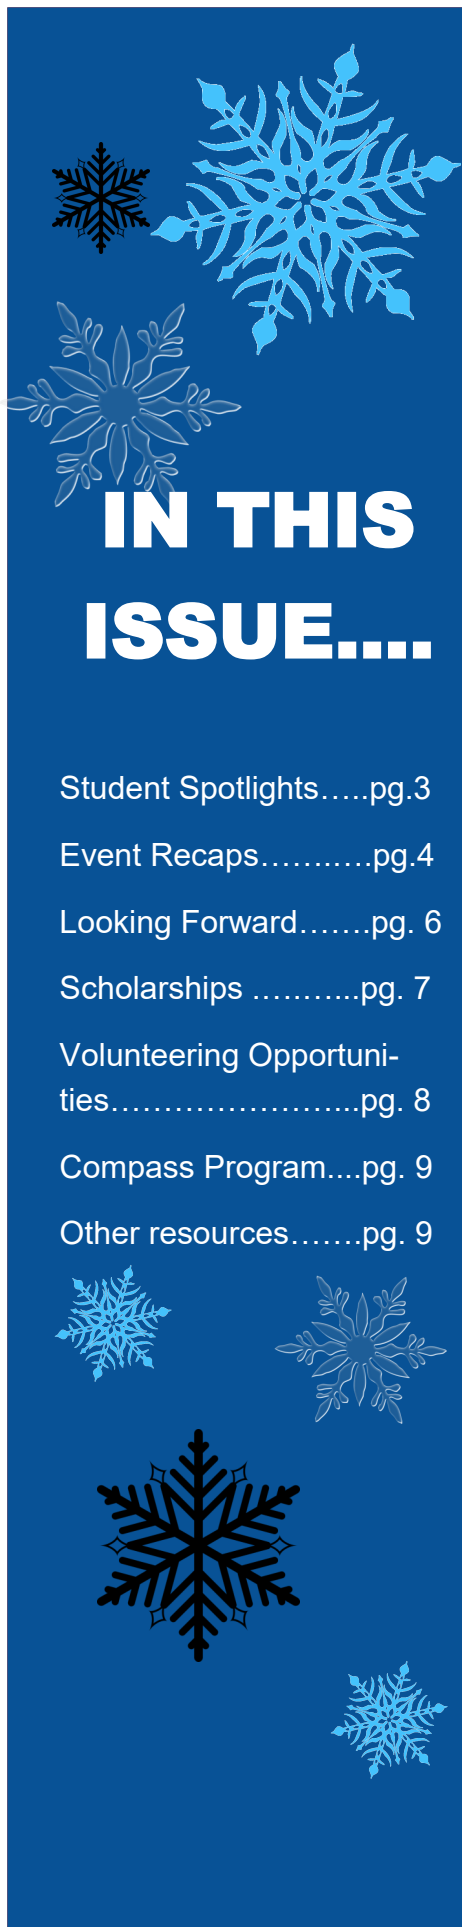 IN THIS
ISSUE....
Student Spotlights…..pg.3
Event Recaps…….….pg.4
Looking Forward…….pg. 6
Scholarships ….…....pg. 7
Volunteering Opportuni-
ties……………………...pg. 8
Compass Program....pg. 9
Other resources…….pg. 9